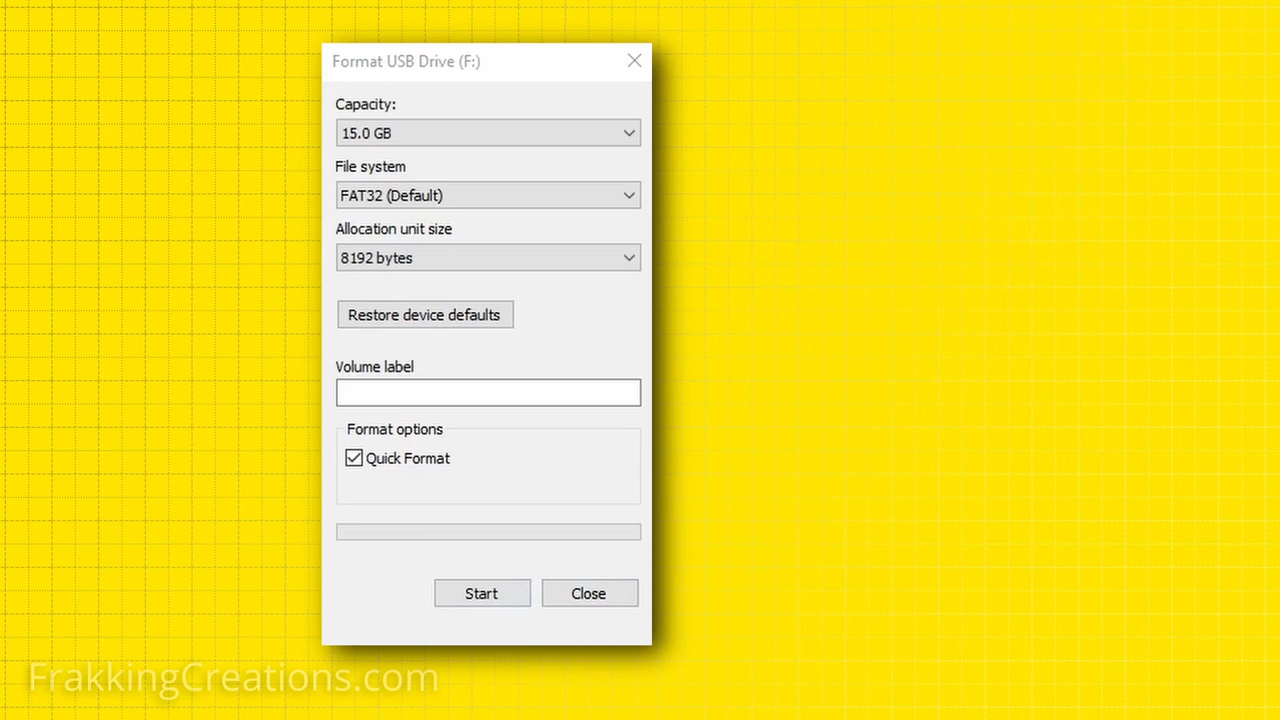 Format USB Drive (F:)
Capacity:
15.0 GB
File system
FAT32 (Default)
Allocation unit size
8192 bytes
Restore device defaults
Volume label
Format options
Quick Format
Start Close
FrakkingCreations.com